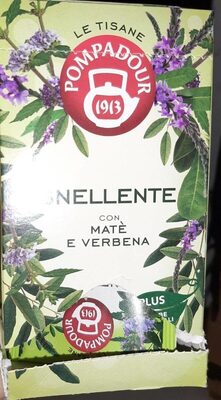 LE TISANE
POMPADOUR
1913
SNELLENTE
CON
MATÈ
E VERBENA
PLUS
POMPADOUR
1913